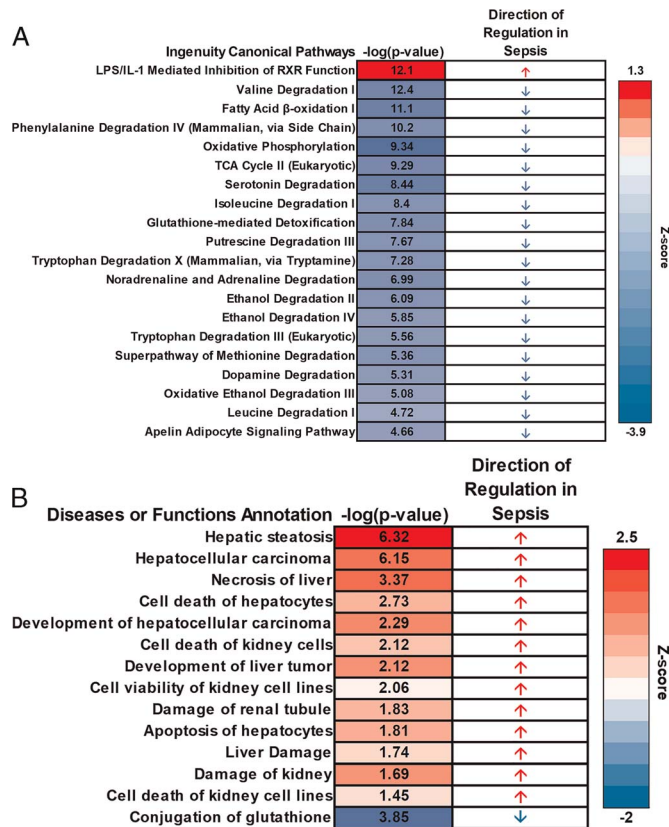 A
Ingenuity Canonical Pathways -log(p-value) Direction of Regulation in Sepsis
LPS/IL-1 Mediated Inhibition of RXR Function 12.1 ↑
Valine Degradation I 12.4 ↓
Fatty Acid β-oxidation I 11.1 ↓
Phenylalanine Degradation IV (Mammalian, via Side Chain) 10.2 ↓
Oxidative Phosphorylation 9.34 ↓
TCA Cycle II (Eukaryotic) 9.29 ↓
Serotonin Degradation 8.44 ↓
Isoleucine Degradation I 8.4 ↓
Glutathione-mediated Detoxification 7.84 ↓
Putrescine Degradation III 7.67 ↓
Tryptophan Degradation X (Mammalian, via Tryptamine) 7.28 ↓
Noradrenaline and Adrenaline Degradation 6.99 ↓
Ethanol Degradation II 6.09 ↓
Ethanol Degradation IV 5.85 ↓
Tryptophan Degradation III (Eukaryotic) 5.56 ↓
Superpathway of Methionine Degradation 5.36 ↓
Dopamine Degradation 5.31 ↓
Oxidative Ethanol Degradation III 5.08 ↓
Leucine Degradation I 4.72 ↓
Apelin Adipocyte Signaling Pathway 4.66 ↓
1.3
Z-score
-3.9
B
Diseases or Functions Annotation -log(p-value) Direction of Regulation in Sepsis
Hepatic steatosis 6.32 ↑
Hepatocellular carcinoma 6.15 ↑
Necrosis of liver 3.37 ↑
Cell death of hepatocytes 2.73 ↑
Development of hepatocellular carcinoma 2.29 ↑
Cell death of kidney cells 2.12 ↑
Development of liver tumor 2.12 ↑
Cell viability of kidney cell lines 2.06 ↑
Damage of renal tubule 1.83 ↑
Apoptosis of hepatocytes 1.81 ↑
Liver Damage 1.74 ↑
Damage of kidney 1.69 ↑
Cell death of kidney cell lines 1.45 ↑
Conjugation of glutathione 3.85 ↓
2.5
Z-score
-2